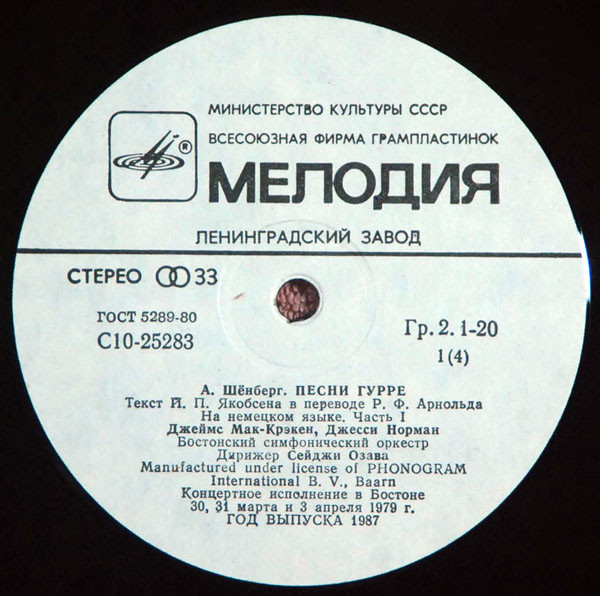 МИНИСТЕРСТВО КУЛЬТУРЫ СССР
ВСЕСОЮЗНАЯ ФИРМА ГРАМПЛАСТИНОК
®
МЕЛОДИЯ
ЛЕНИНГРАДСКИЙ ЗАВОД
СТЕРЕО 33
ГОСТ 5289-80
С10-25283
Гр. 2. 1-20
1(4)
А. Шёнберг. ПЕСНИ ГУРРЕ
Текст Й. П. Якобсена в переводе Р. Ф. Арнольда
На немецком языке. Часть I
Джеймс Мак-Крэкен, Джесси Норман
Бостонский симфонический оркестр
Дирижер Сейджи Озава
Manufactured under license of PHONOGRAM
International B. V., Baarn
Концертное исполнение в Бостоне
30, 31 марта и 3 апреля 1979 г.
ГОД ВЫПУСКА 1987